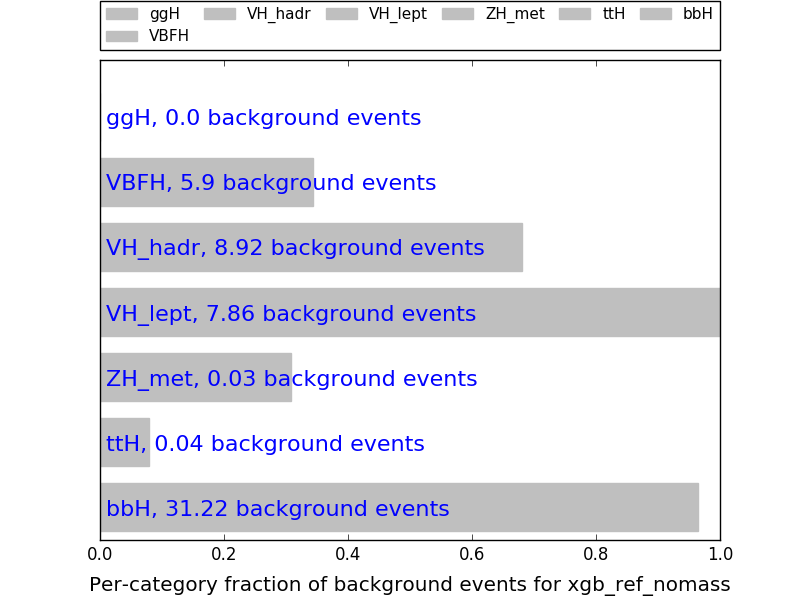 ggH VH_hadr VH_lept ZH_met ttH bbH
VBFH
ggH, 0.0 background events
VBFH, 5.9 background events
VH_hadr, 8.92 background events
VH_lept, 7.86 background events
ZH_met, 0.03 background events
ttH, 0.04 background events
bbH, 31.22 background events
0.0 0.2 0.4 0.6 0.8 1.0
Per-category fraction of background events for xgb_ref_nomass